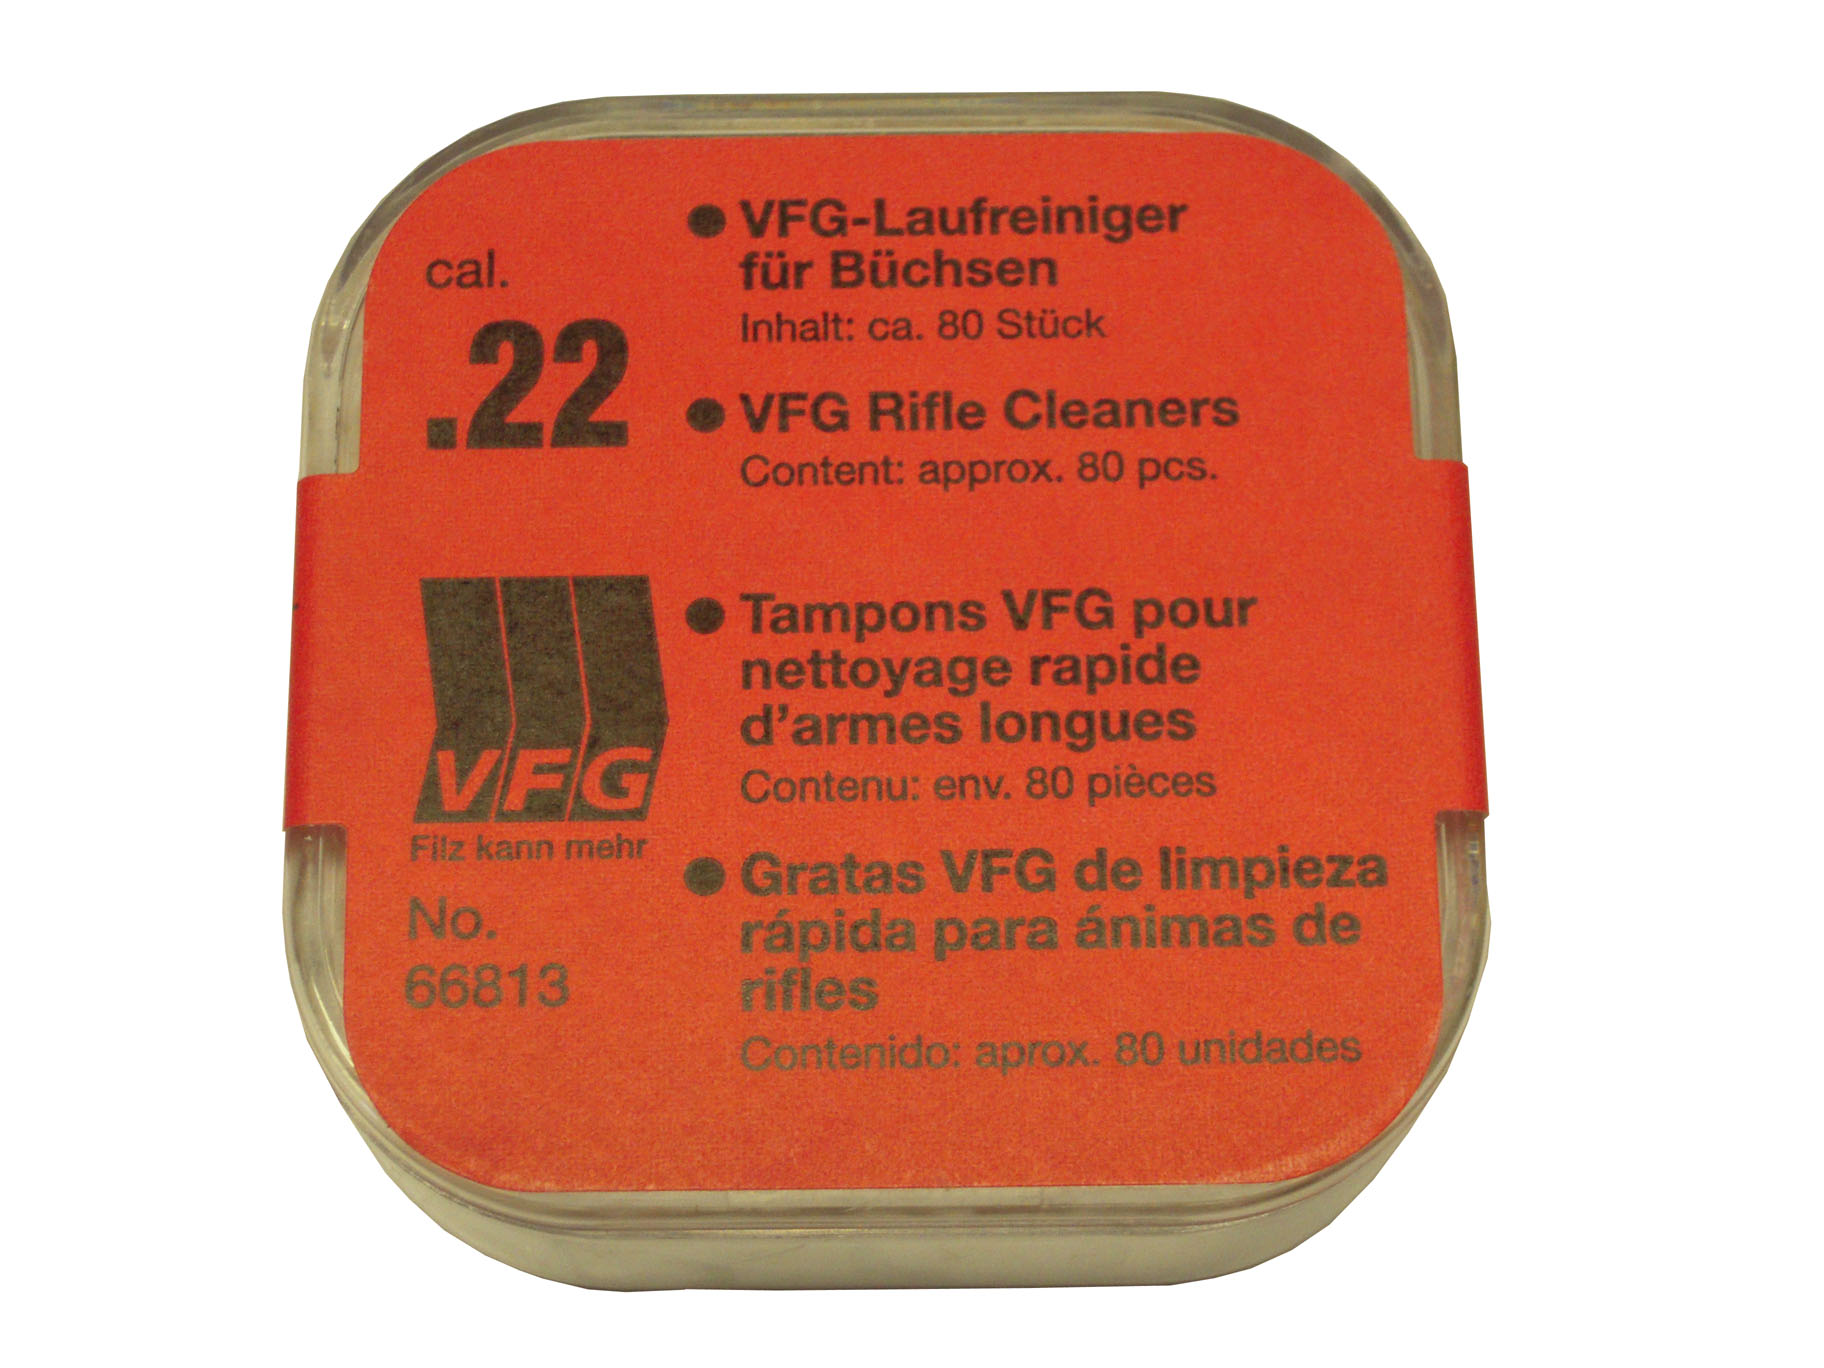 cal.
.22
VFG
Filz kann mehr
No.
66813
● VFG-Laufreiniger
für Büchsen
Inhalt: ca. 80 Stück
● VFG Rifle Cleaners
Content: approx. 80 pcs.
● Tampons VFG pour
nettoyage rapide
d'armes longues
Contenu: env. 80 pièces
● Gratas VFG de limpieza
rápida para ánimas de
rifles
Contenido: aprox. 80 unidades